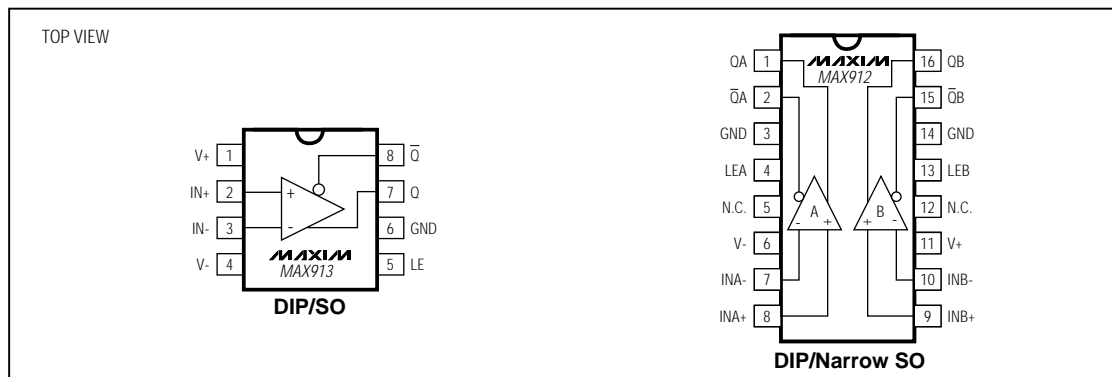 TOP VIEW
V+ 1
IN+ 2
IN- 3
V- 4
8 Q̅
7 Q
6 GND
5 LE
+
-
MAXIM
MAX913
DIP/SO
QA 1
Q̅A 2
GND 3
LEA 4
N.C. 5
V- 6
INA- 7
INA+ 8
16 QB
15 Q̅B
14 GND
13 LEB
12 N.C.
11 V+
10 INB-
9 INB+
MAXIM
MAX912
A
- +
B
+ -
DIP/Narrow SO